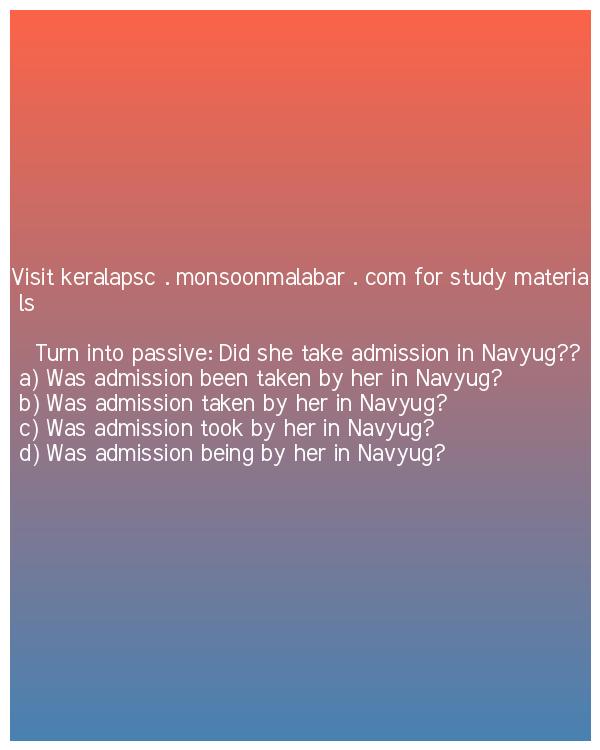 Visit keralapsc . monsoonmalabar . com for study materia
ls
Turn into passive: Did she take admission in Navyug??
a) Was admission been taken by her in Navyug?
b) Was admission taken by her in Navyug?
c) Was admission took by her in Navyug?
d) Was admission being by her in Navyug?